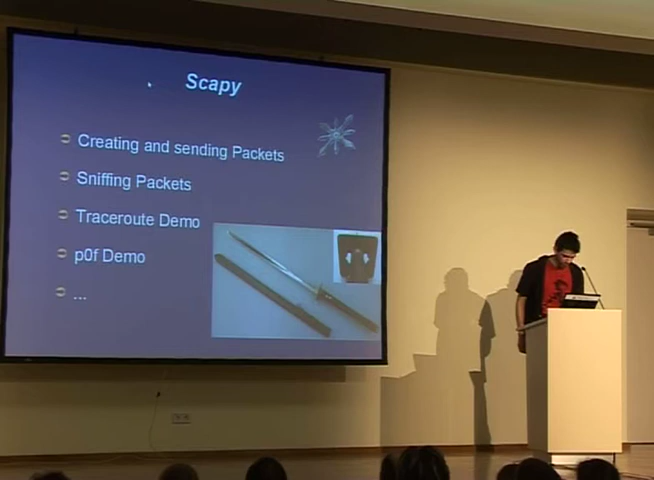 Scapy
Creating and sending Packets
Sniffing Packets
Traceroute Demo
p0f Demo
...